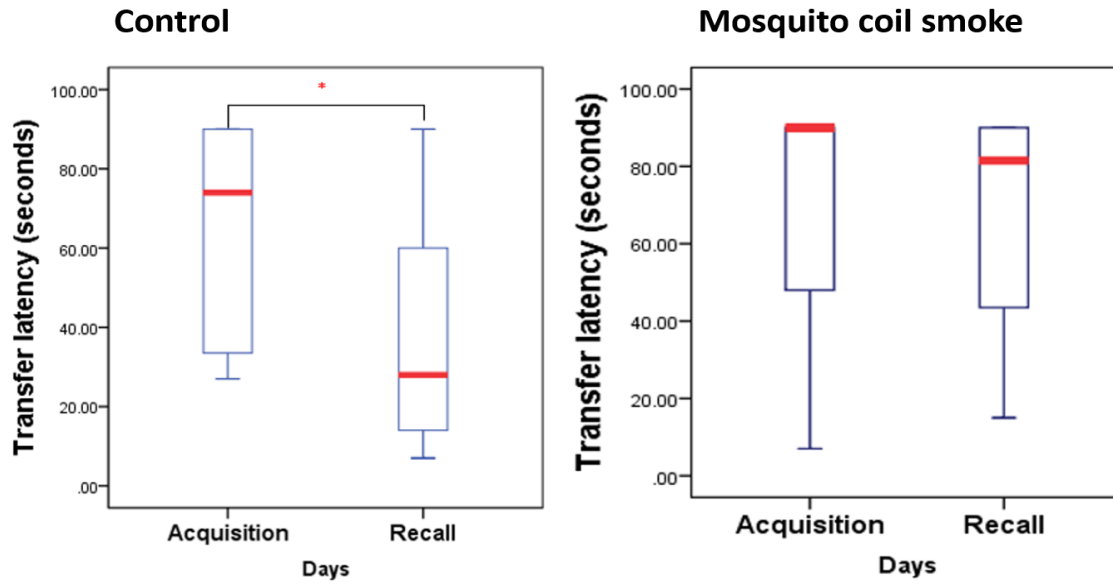 Control
*
Transfer latency (seconds)
100.00
80.00
60.00
40.00
20.00
.00
Acquisition Recall
Days
Mosquito coil smoke
Transfer latency (seconds)
100.00
80.00
60.00
40.00
20.00
.00
Acquisition Recall
Days